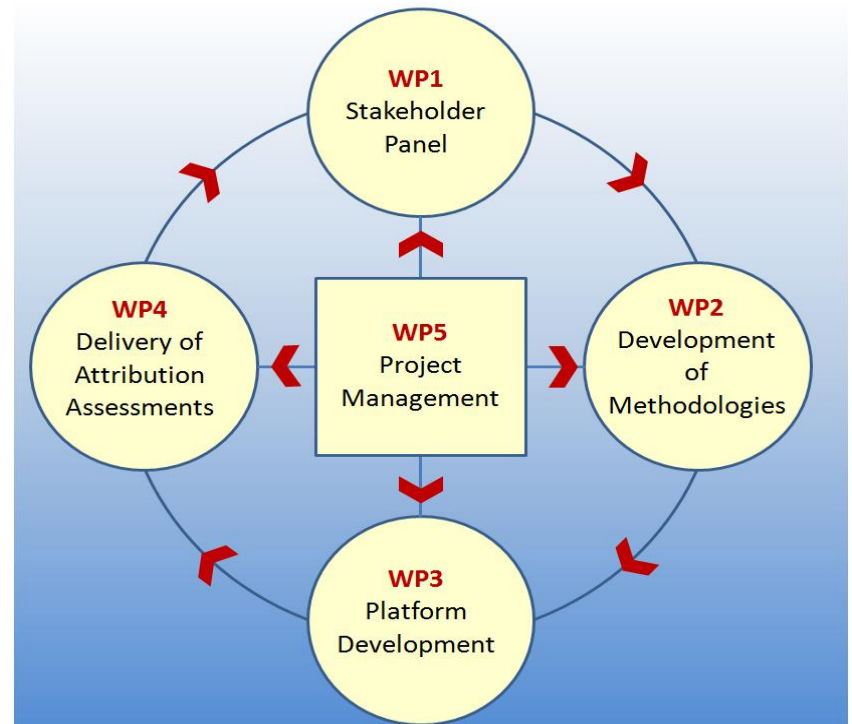 WP1
Stakeholder
Panel
WP4
Delivery of
Attribution
Assessments
WP5
Project
Management
WP2
Development
of
Methodologies
WP3
Platform
Development